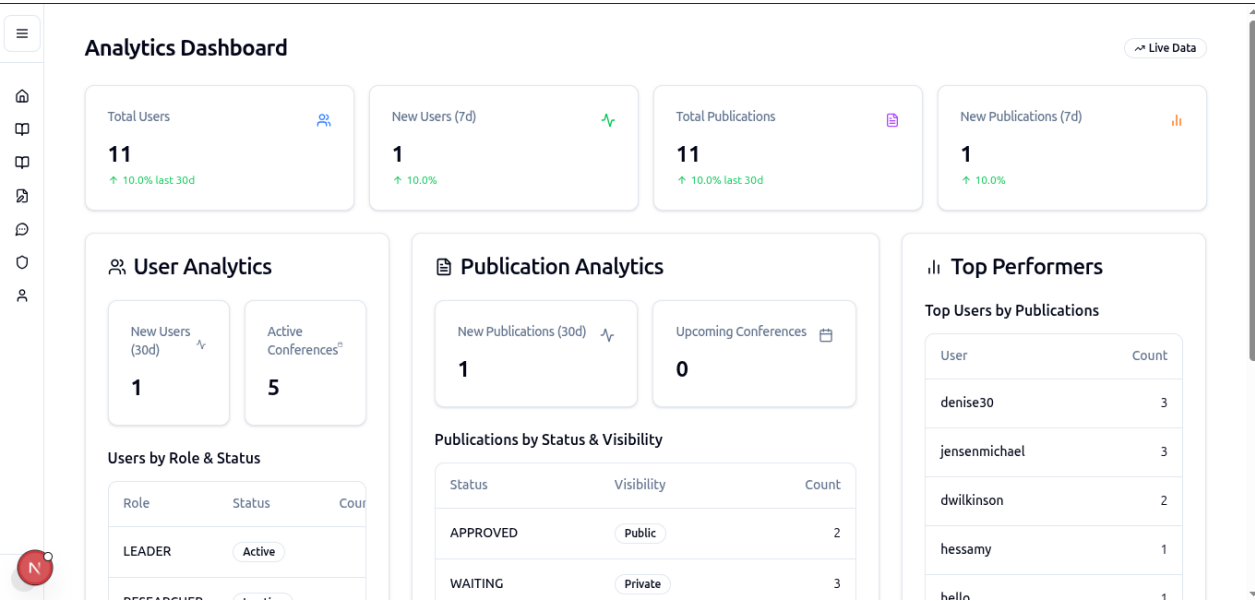 Analytics Dashboard
Live Data
Total Users
11
↑ 10.0% last 30d
New Users (7d)
1
↑ 10.0%
Total Publications
11
↑ 10.0% last 30d
New Publications (7d)
1
↑ 10.0%
User Analytics
New Users
(30d)
1
Active
Conferences
5
Users by Role & Status
Role Status Coun
LEADER Active
RESEARCHER
Publication Analytics
New Publications (30d)
1
Upcoming Conferences
0
Publications by Status & Visibility
Status Visibility Count
APPROVED Public 2
WAITING Private 3
Top Performers
Top Users by Publications
User Count
denise30 3
jensenmichael 3
dwilkinson 2
hessamy 1
hello 1
N